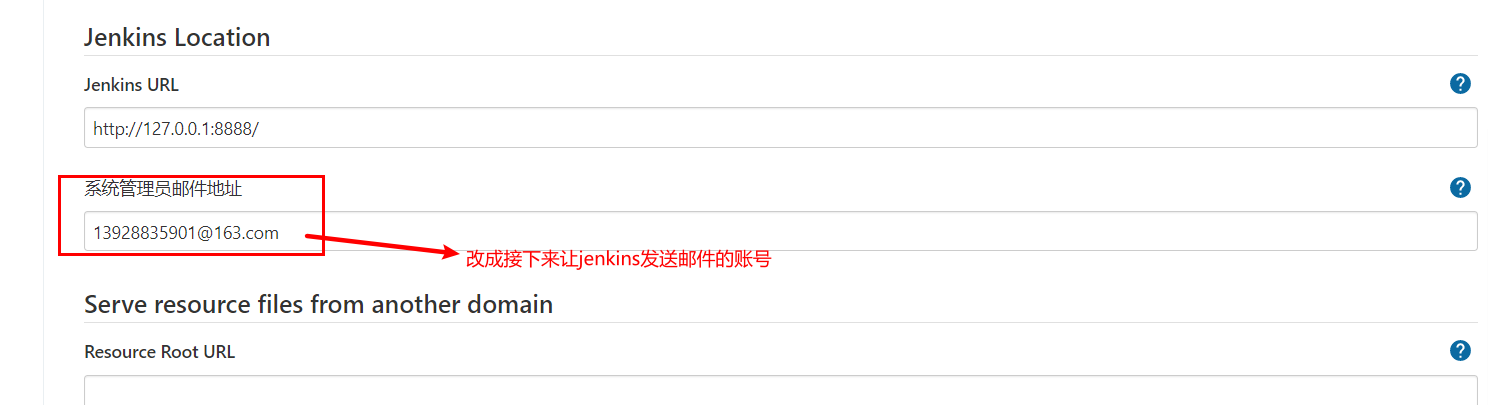 Jenkins Location
Jenkins URL
?
http://127.0.0.1:8888/
系统管理员邮件地址
?
13928835901@163.com
改成接下来让jenkins发送邮件的账号
Serve resource files from another domain
Resource Root URL
?